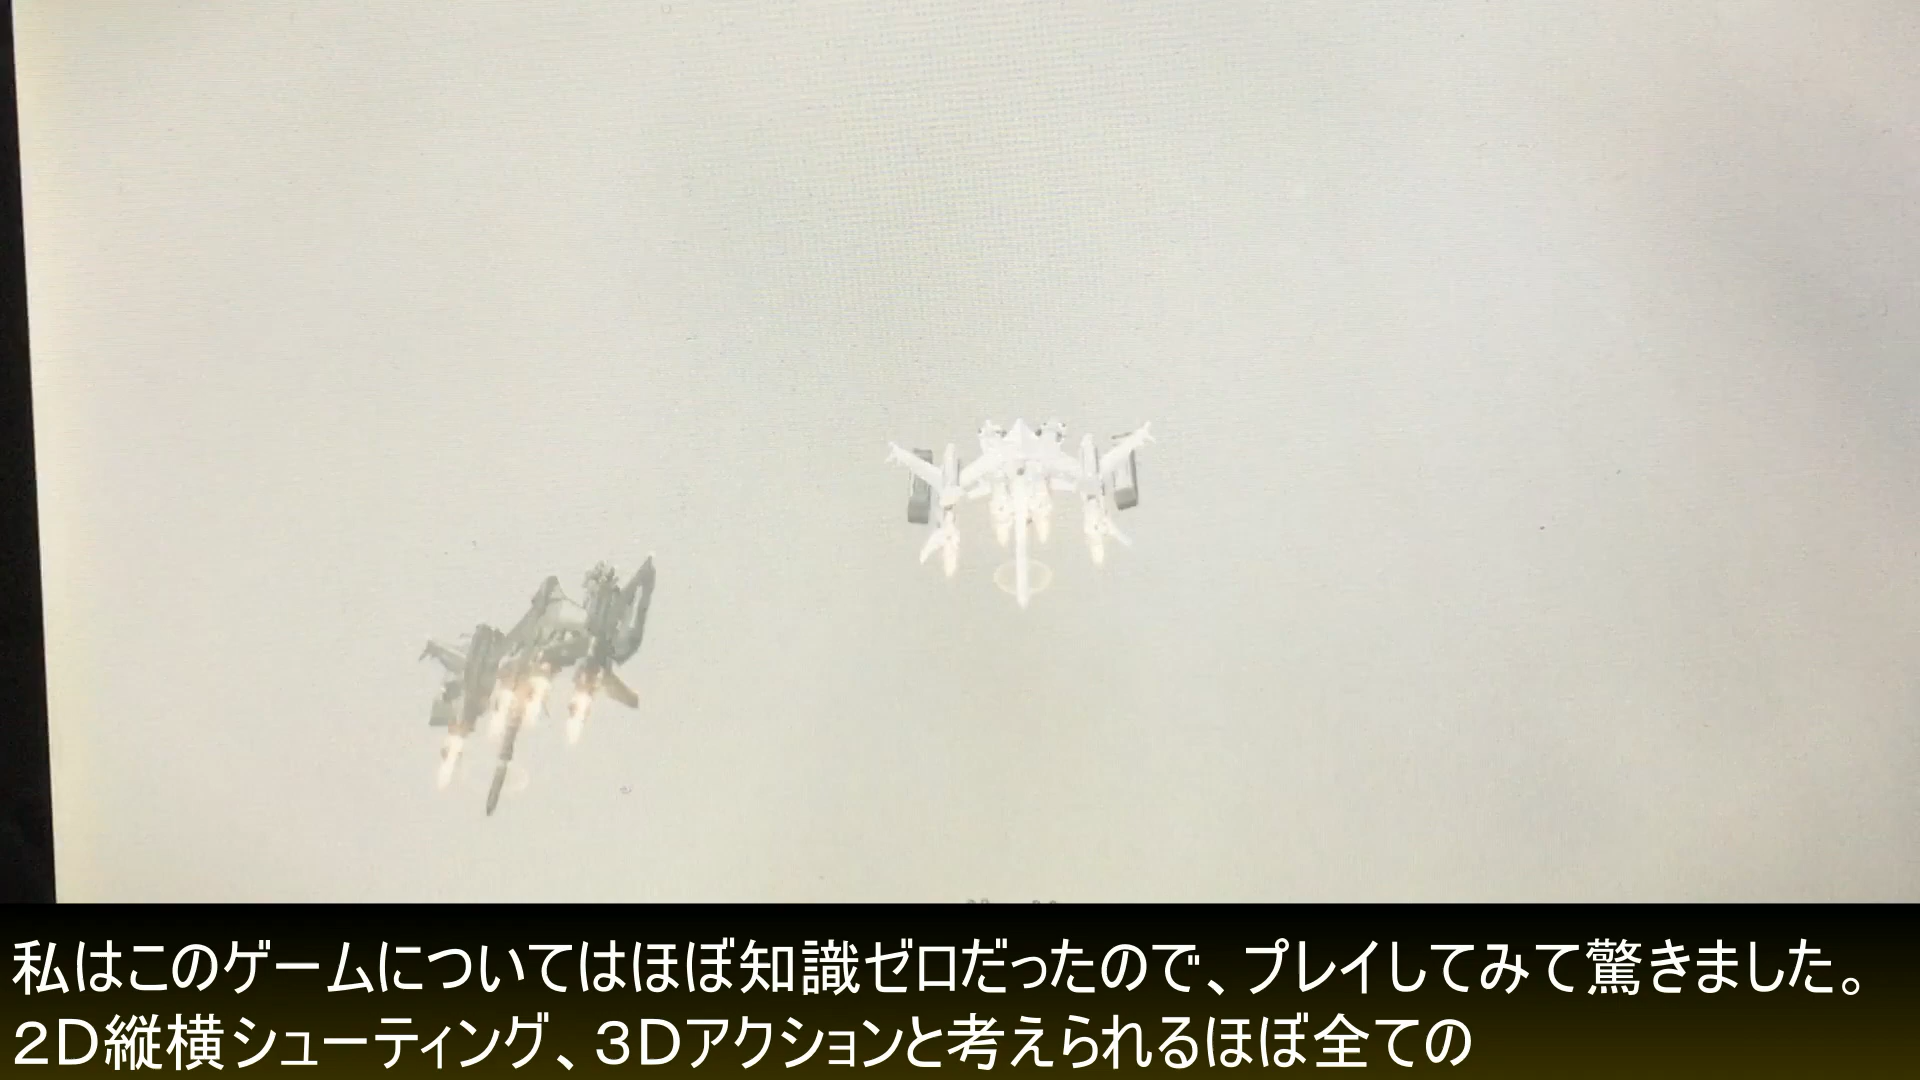 私はこのゲームについてはほぼ知識ゼロだったので、プレイしてみて驚きました。
２Ｄ縦横シューティング、３Ｄアクションと考えられるほぼ全ての